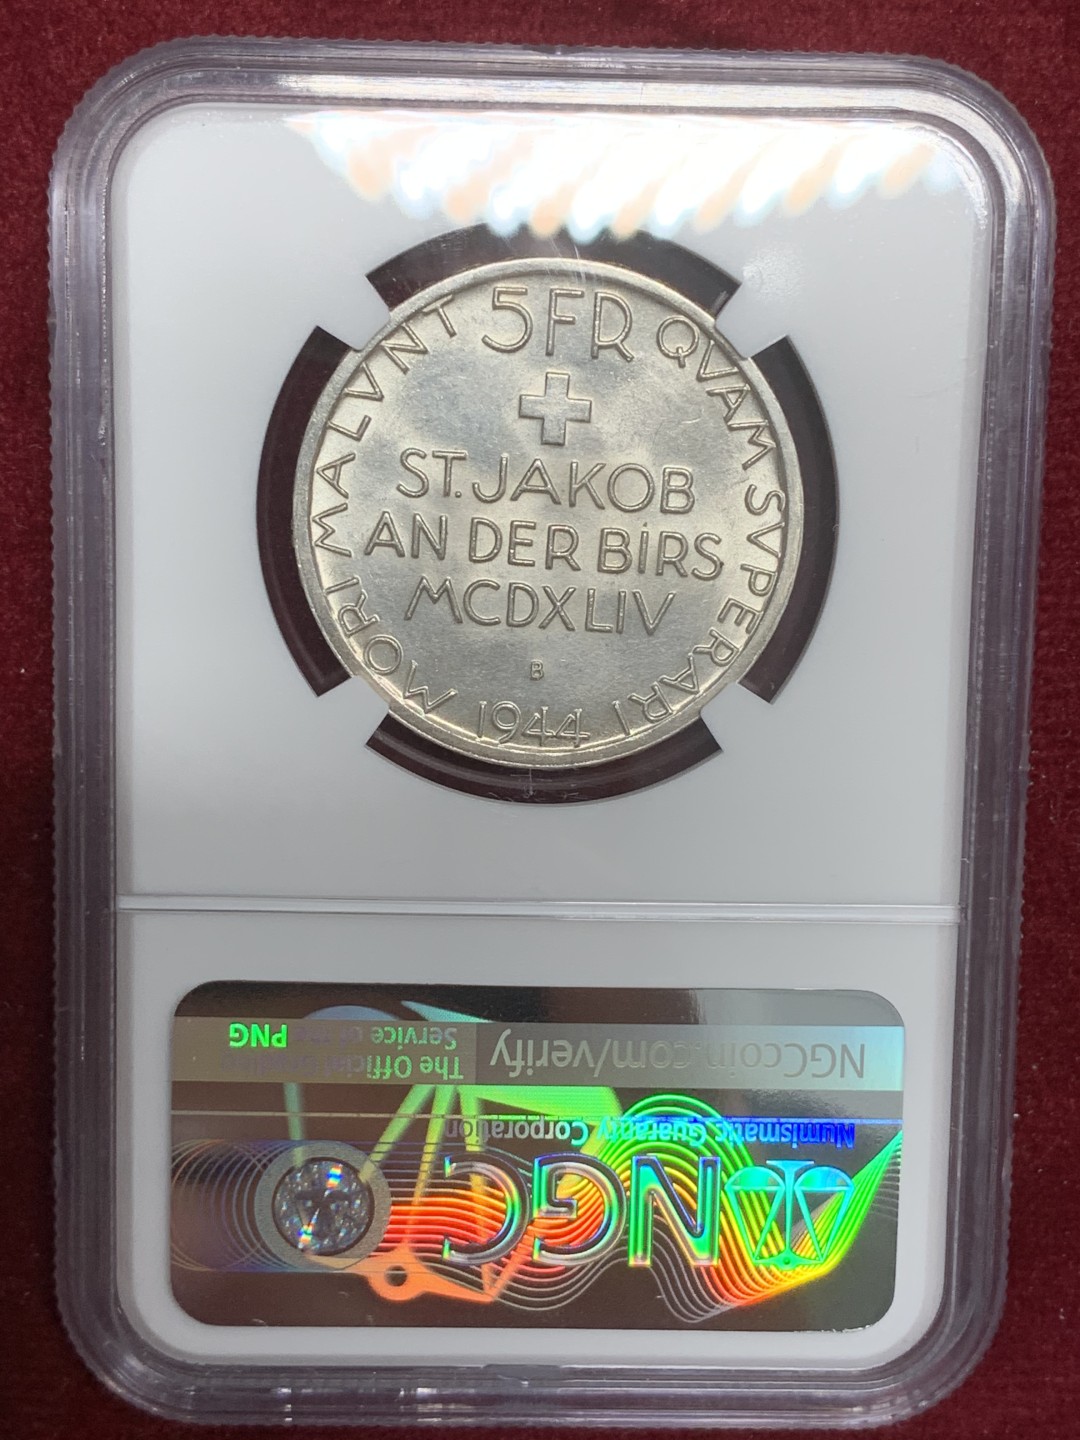 5FR
MORI MALVNT QVAM SVPERARI
ST. JAKOB
AN DER BIRS
MCDXLIV
B
1944
NGCcoin.com/verify
The Official Grading
Service of the PNG
Numismatic Guaranty Corporation
NGC